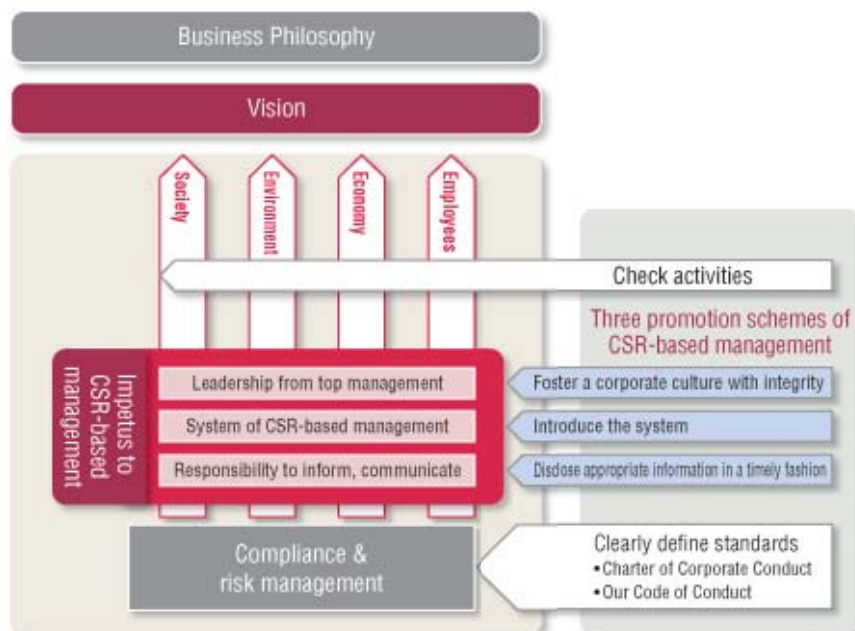 Business Philosophy
Vision
Society
Environment
Economy
Employees
Check activities
Three promotion schemes of
CSR-based management
Impetus to
CSR-based
management
Leadership from top management
Foster a corporate culture with integrity
System of CSR-based management
Introduce the system
Responsibility to inform, communicate
Disdose appropriate information in a timely fashion
Compliance &
risk management
Clearly define standards
•Charter of Corporate Conduct
•Our Code of Conduct